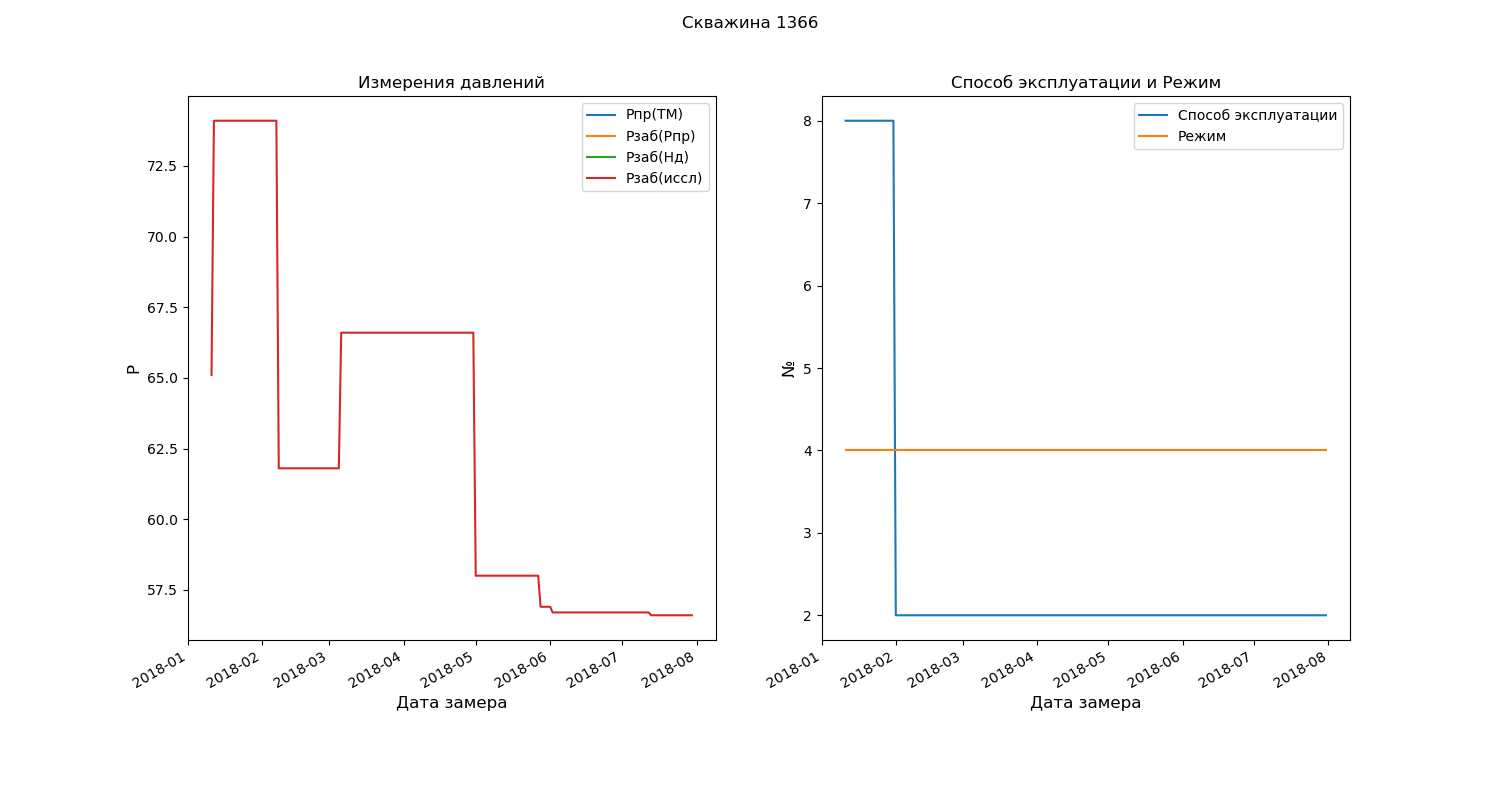 Скважина 1366
Измерения давлений
Рпр(ТМ)
Рзаб(Рпр)
Рзаб(Нд)
Рзаб(иссл)
72.5
70.0
67.5
65.0
62.5
60.0
57.5
Р
2018-01
2018-02
2018-03
2018-04
2018-05
2018-06
2018-07
2018-08
Дата замера
Способ эксплуатации и Режим
Способ эксплуатации
Режим
8
7
6
5
4
3
2
№
2018-01
2018-02
2018-03
2018-04
2018-05
2018-06
2018-07
2018-08
Дата замера